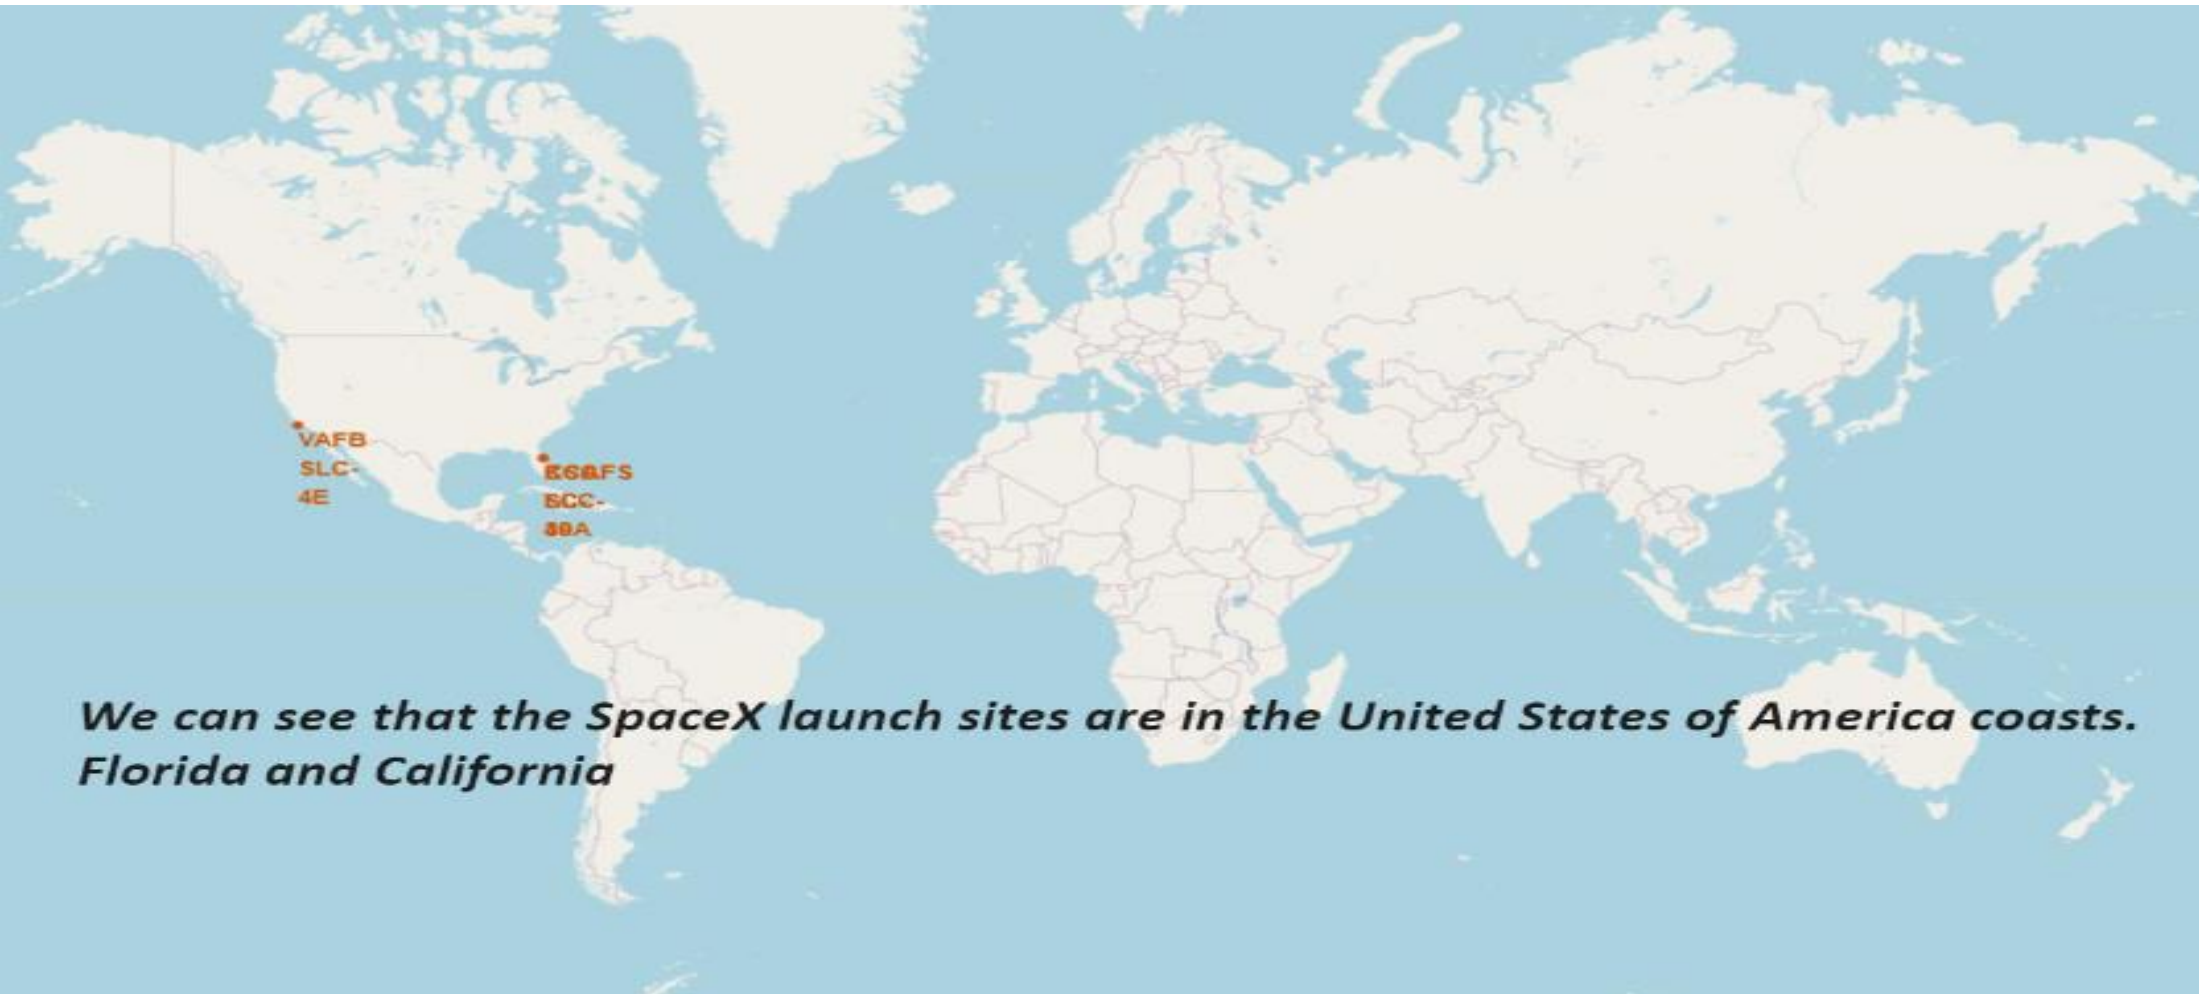 VAFB
SLC-
4E
We can see that the SpaceX launch sites are in the United States of America coasts.
Florida and California